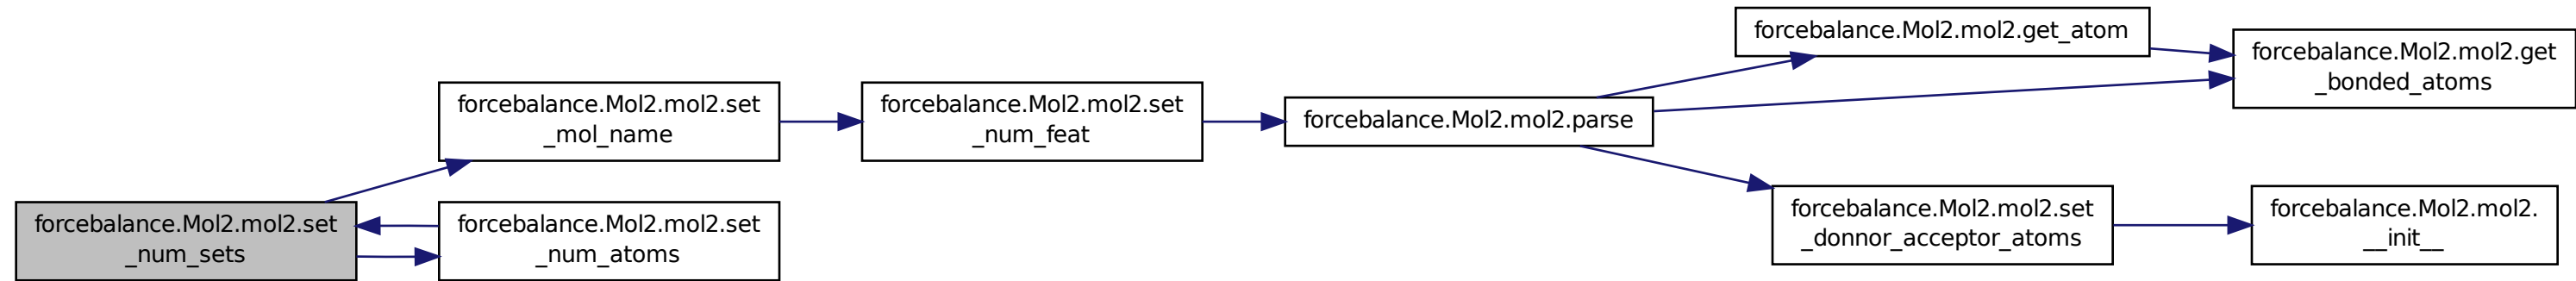 forcebalance.Mol2.mol2.set
_num_sets
forcebalance.Mol2.mol2.set
_mol_name
forcebalance.Mol2.mol2.set
_num_atoms
forcebalance.Mol2.mol2.set
_num_feat
forcebalance.Mol2.mol2.parse
forcebalance.Mol2.mol2.get_atom
forcebalance.Mol2.mol2.get
_bonded_atoms
forcebalance.Mol2.mol2.set
_donnor_acceptor_atoms
forcebalance.Mol2.mol2.
__init__